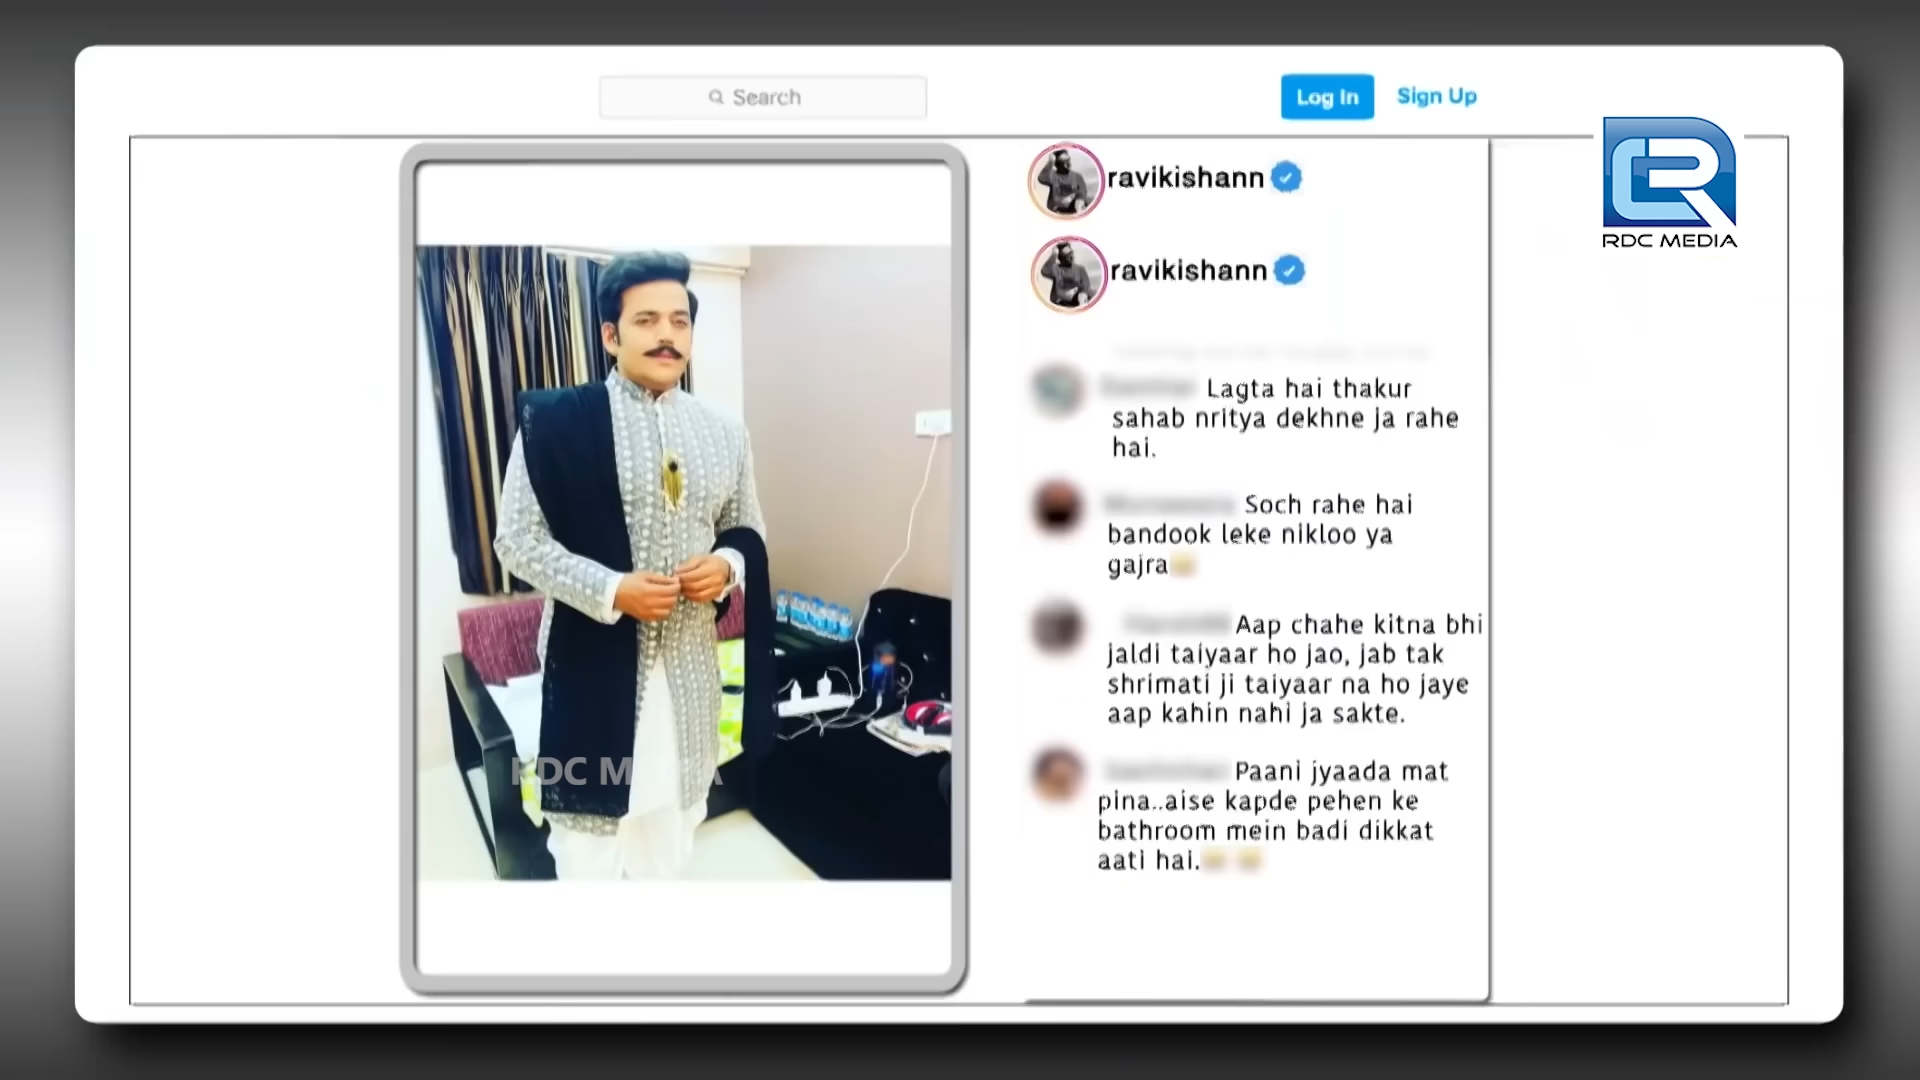 Search
Log In
Sign Up
RDC MEDIA
ravikishann
ravikishann
Lagta hai thakur
sahab nritya dekhne ja rahe
hai.
Soch rahe hai
bandook leke nikloo ya
gajra
Aap chahe kitna bhi
jaldi taiyaar ho jao, jab tak
shrimati ji taiyaar na ho jaye
aap kahin nahi ja sakte.
Paani jyaada mat
pina..aise kapde pehen ke
bathroom mein badi dikkat
aati hai.
RDC M A